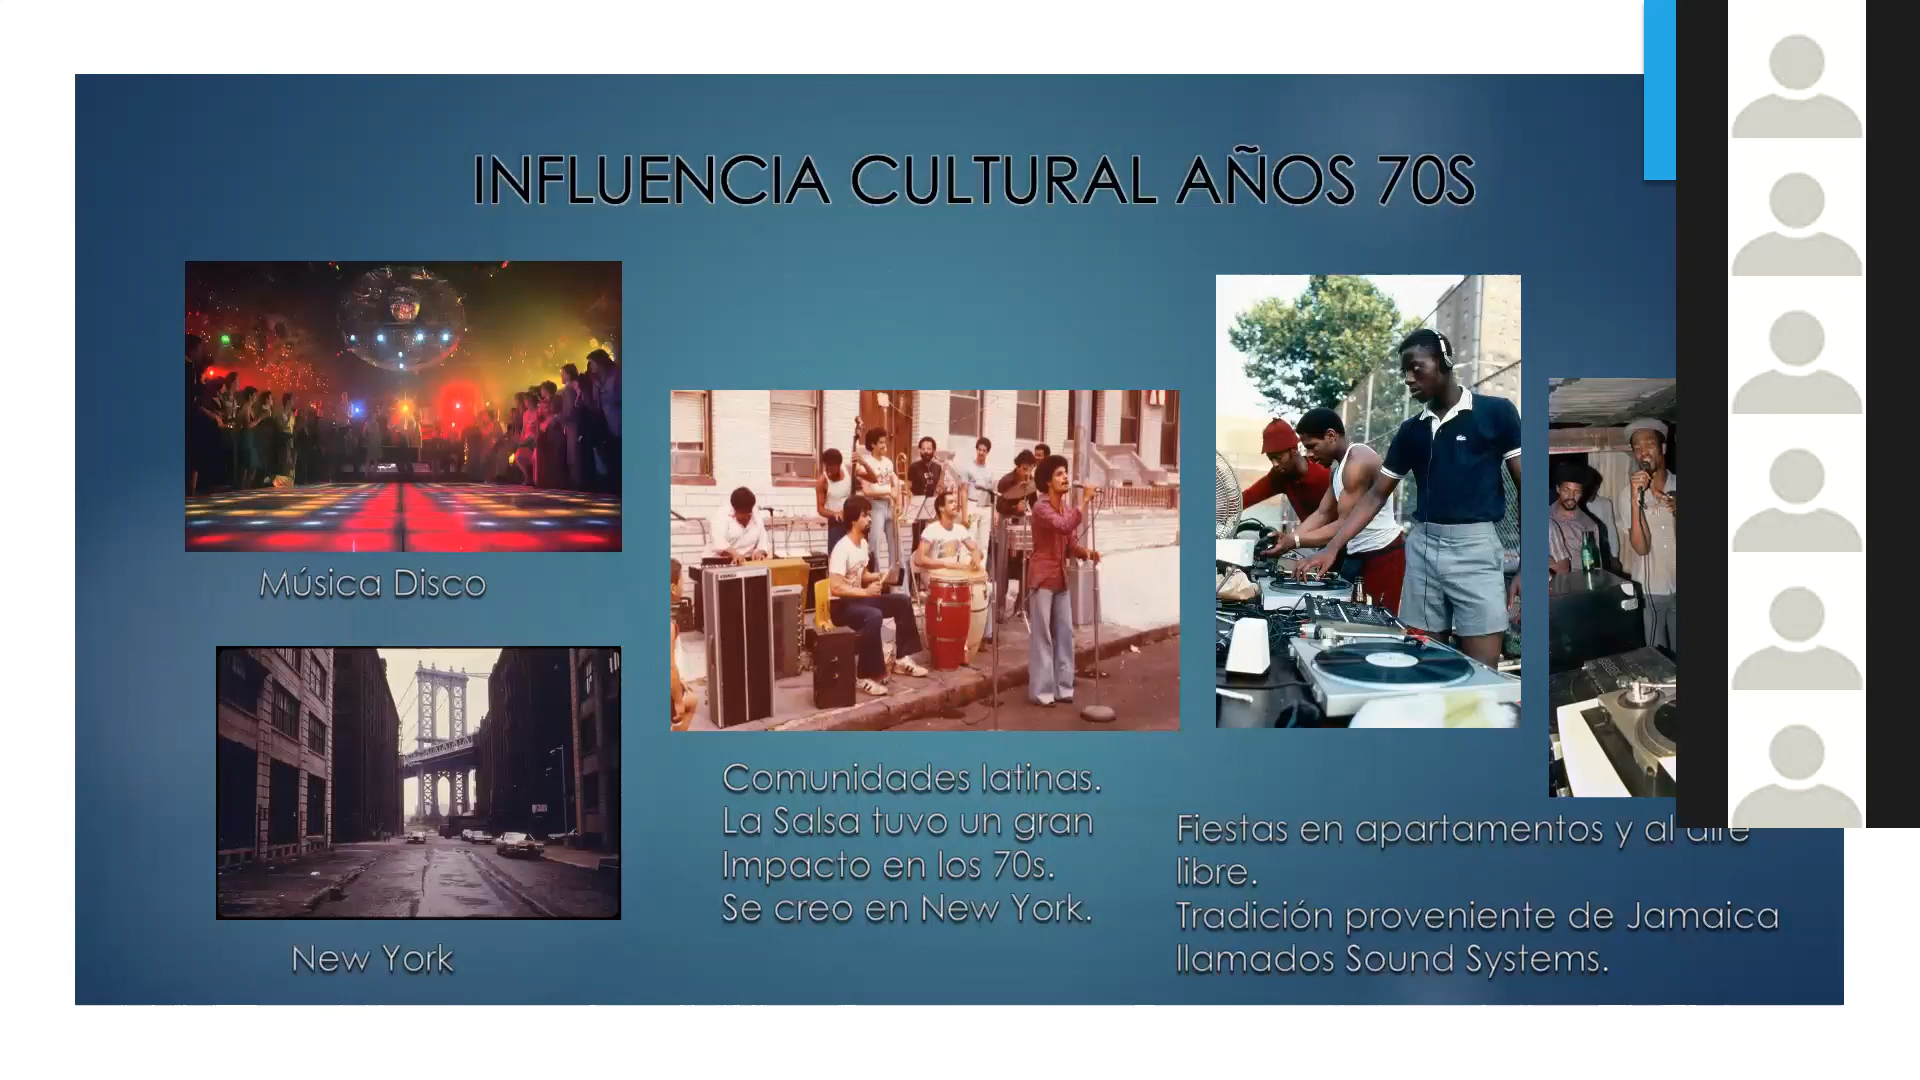 INFLUENCIA CULTURAL AÑOS 70S
Música Disco
New York
Comunidades latinas.
La Salsa tuvo un gran
Impacto en los 70s.
Se creo en New York.
Fiestas en apartamentos y al aire
libre.
Tradición proveniente de Jamaica
llamados Sound Systems.